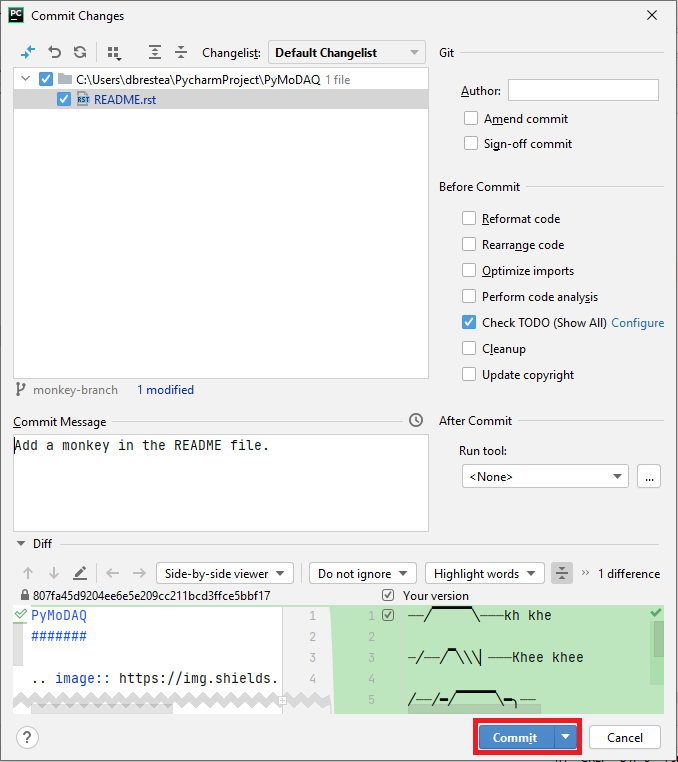 PC Commit Changes
Changelist: Default Changelist
Git
C:\Users\dbrestea\PycharmProject\PyMoDAQ 1 file
RST README.rst
Author:
Amend commit
Sign-off commit
Before Commit
Reformat code
Rearrange code
Optimize imports
Perform code analysis
Check TODO (Show All) Configure
Cleanup
Update copyright
monkey-branch 1 modified
Commit Message
After Commit
Add a monkey in the README file.
Run tool:
<None> ...
Diff
Side-by-side viewer Do not ignore Highlight words » 1 difference
807fa45d9204ee6e5e209cc211bcd3ffce5bbf17 Your version
PyMoDAQ 1 1 ——/▔▔▔▔\———kh khe
####### 2 2
.. image:: https://img.shields. 3 3 —/——/▔\\\▏———Khee khee
4 4
5 /——/━/▔▔▔▔\━╮——
? Commit Cancel